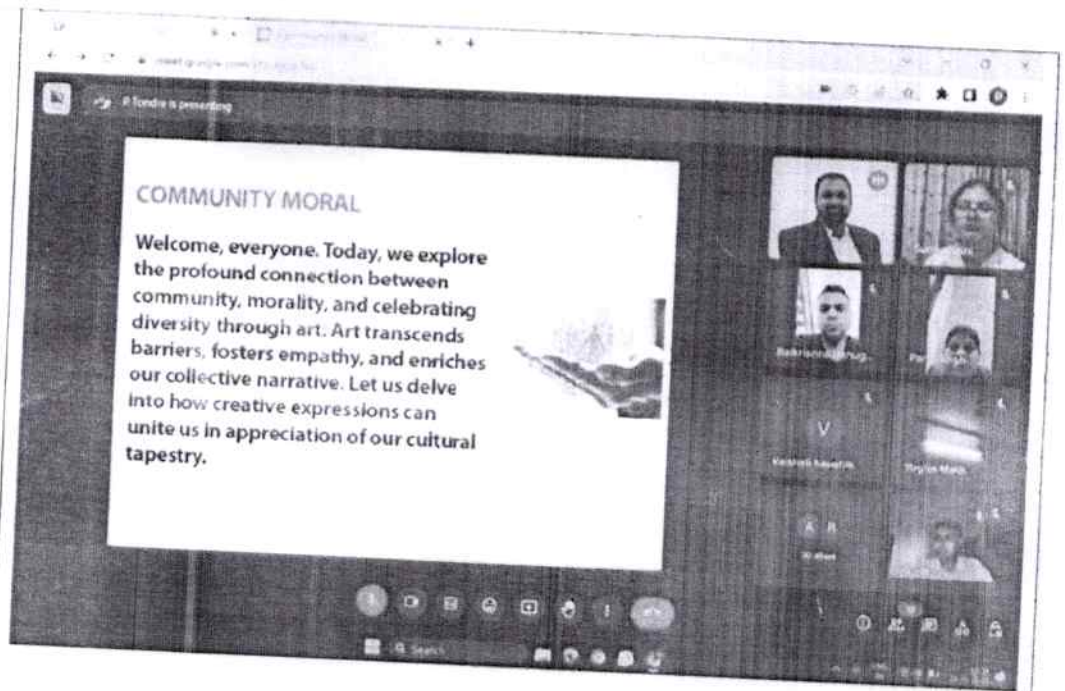 P. Tondre is presenting
COMMUNITY MORAL
Welcome, everyone. Today, we explore
the profound connection between
community, morality, and celebrating
diversity through art. Art transcends
barriers, fosters empathy, and enriches
our collective narrative. Let us delve
into how creative expressions can
unite us in appreciation of our cultural
tapestry.
V
A R
Search